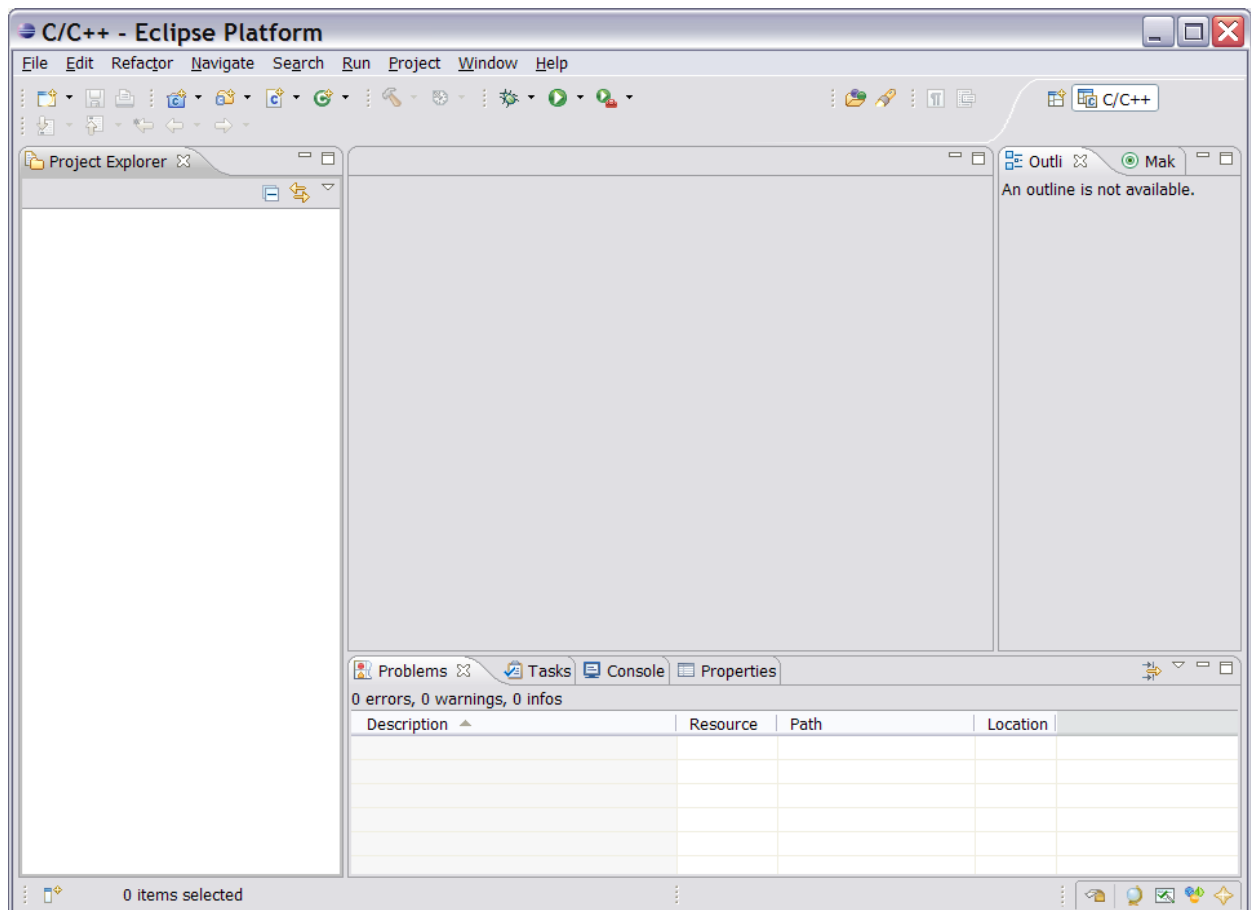 C/C++ - Eclipse Platform
File Edit Refactor Navigate Search Run Project Window Help
C/C++
Project Explorer
Outli Mak
An outline is not available.
Problems Tasks Console Properties
0 errors, 0 warnings, 0 infos
Description Resource Path Location
0 items selected